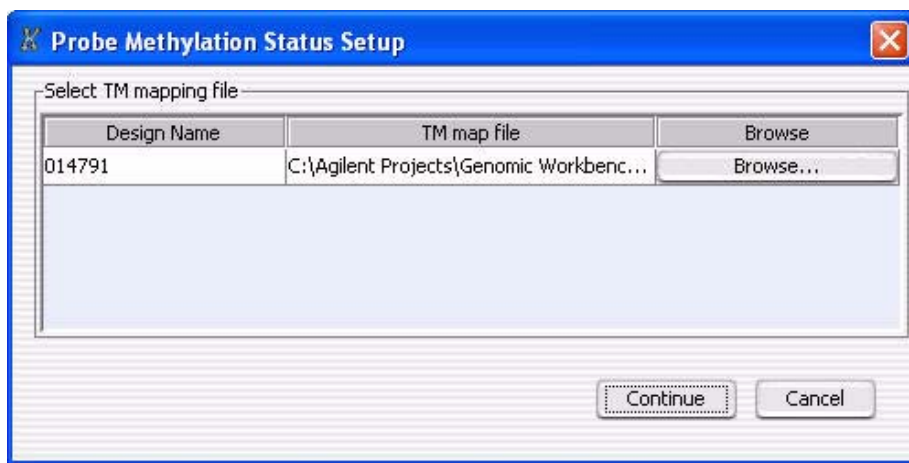 Probe Methylation Status Setup
Select TM mapping file
Design Name TM map file Browse
014791 C:\Agilent Projects\Genomic Workbenc... Browse...
Continue Cancel